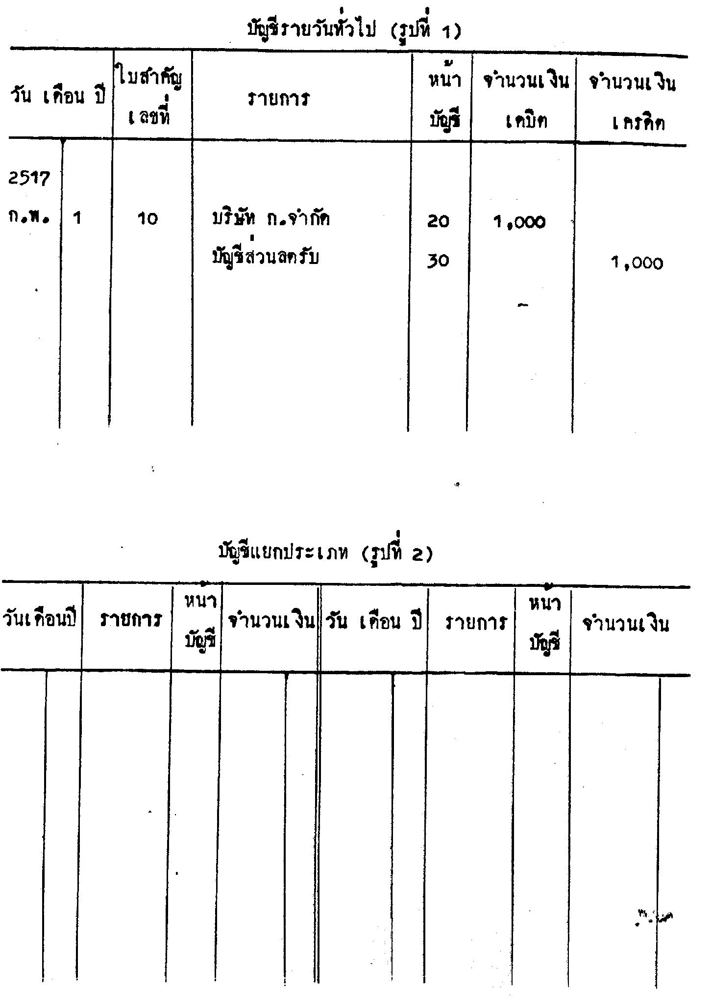 บัญชีรายวันทั่วไป (รูปที่ 1)
วัน เดือน ปี ใบสำคัญ เลขที่ รายการ หน้า บัญชี จำนวนเงิน เดบิต จำนวนเงิน เครดิต
2517
ก.พ. 1 10 บริษัท ก.จำกัด 20 1,000
บัญชีส่วนลดรับ 30 1,000
บัญชีแยกประเภท (รูปที่ 2)
วันเดือนปี รายการ หน้า บัญชี จำนวนเงิน วัน เดือน ปี รายการ หน้า บัญชี จำนวนเงิน